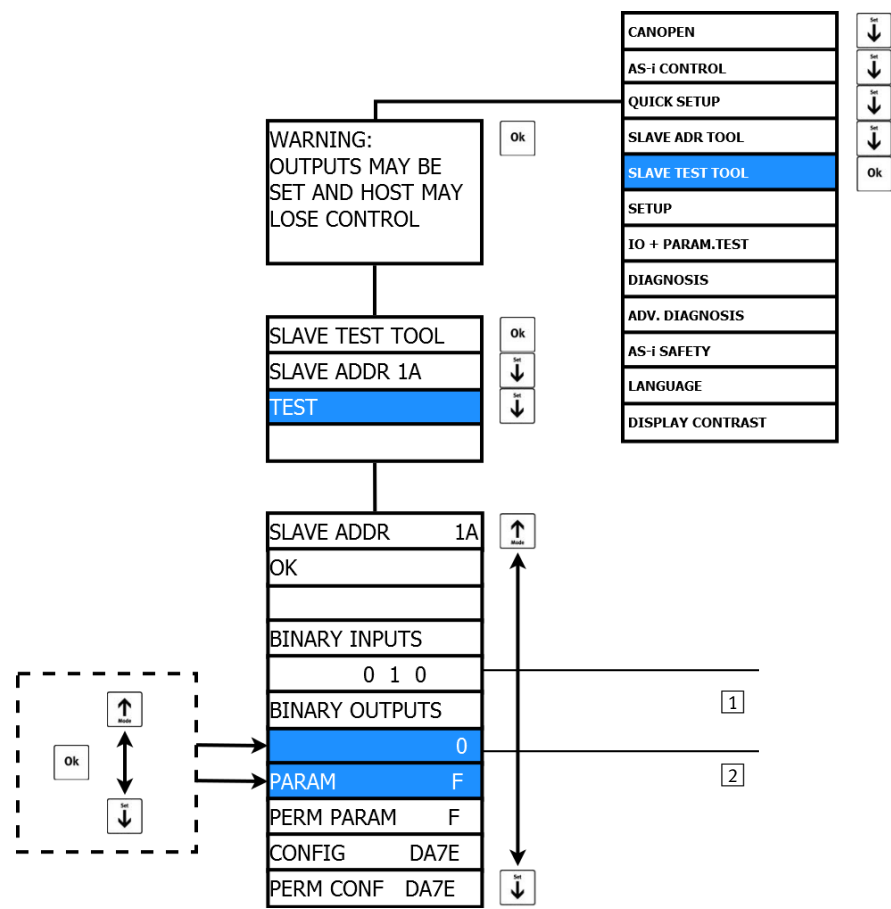 CANOPEN
Set
AS-i CONTROL
Set
QUICK SETUP
Set
SLAVE ADR TOOL
Set
SLAVE TEST TOOL
Ok
SETUP
IO + PARAM.TEST
DIAGNOSIS
ADV. DIAGNOSIS
AS-i SAFETY
LANGUAGE
DISPLAY CONTRAST
WARNING:
OUTPUTS MAY BE
SET AND HOST MAY
LOSE CONTROL
Ok
SLAVE TEST TOOL
Ok
SLAVE ADDR 1A
Set
TEST
Set
SLAVE ADDR 1A
Mode
OK
BINARY INPUTS
0 1 0
1
BINARY OUTPUTS
0
2
PARAM F
PERM PARAM F
CONFIG DA7E
PERM CONF DA7E
Set
Mode
Ok
Set